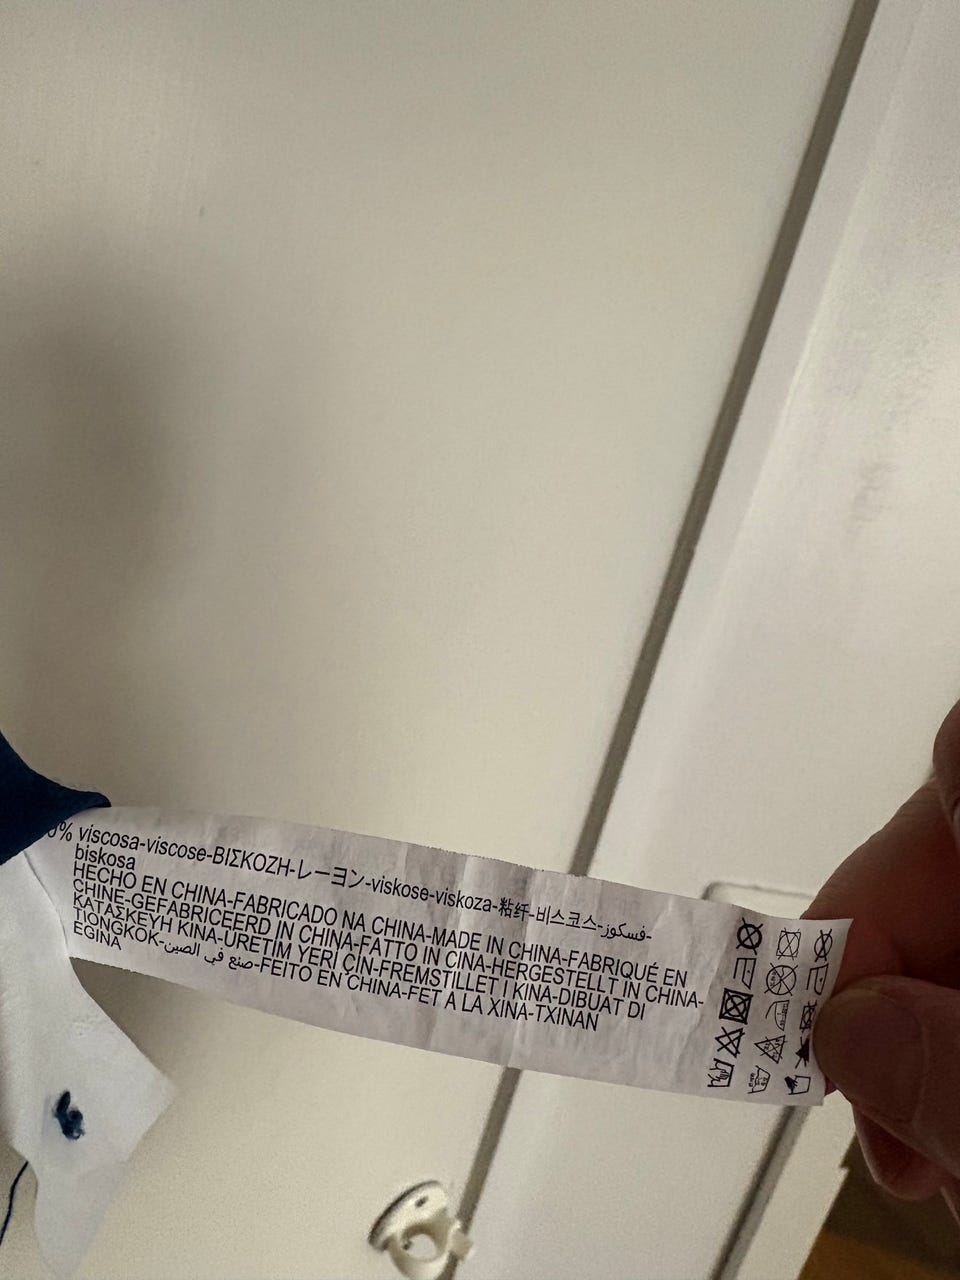 % viscosa-viscose-ΒΙΣΚΟΖΗ-レーヨン-viskose-viskoza-粘纤-비스코스-فسكوز-
biskosa
HECHO EN CHINA-FABRICADO NA CHINA-MADE IN CHINA-FABRIQUÉ EN
CHINE-GEFABRICEERD IN CHINA-FATTO IN CINA-HERGESTELLT IN CHINA-
ΚΑΤΑΣΚΕΥΗ ΚΙΝΑ-ÜRETİM YERİ ÇİN-FREMSTILLET I KINA-DIBUAT DI
TIONGKOK-صنع في الصين-FEITO EN CHINA-FET A LA XINA-TXINAN
EGINA